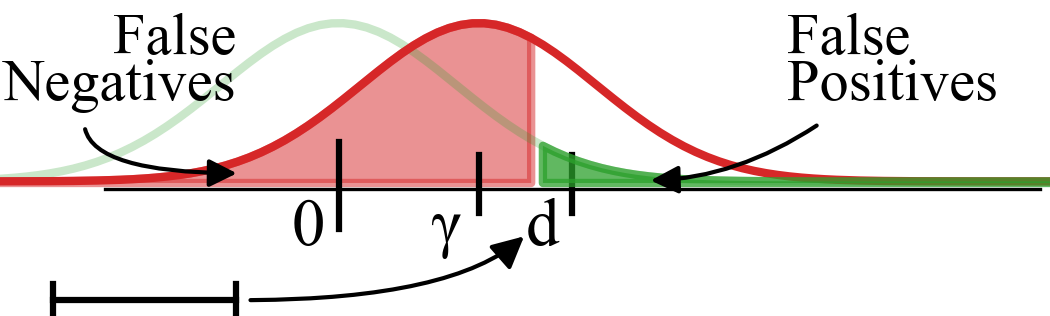 False
Negatives
False
Positives
0
γ
d